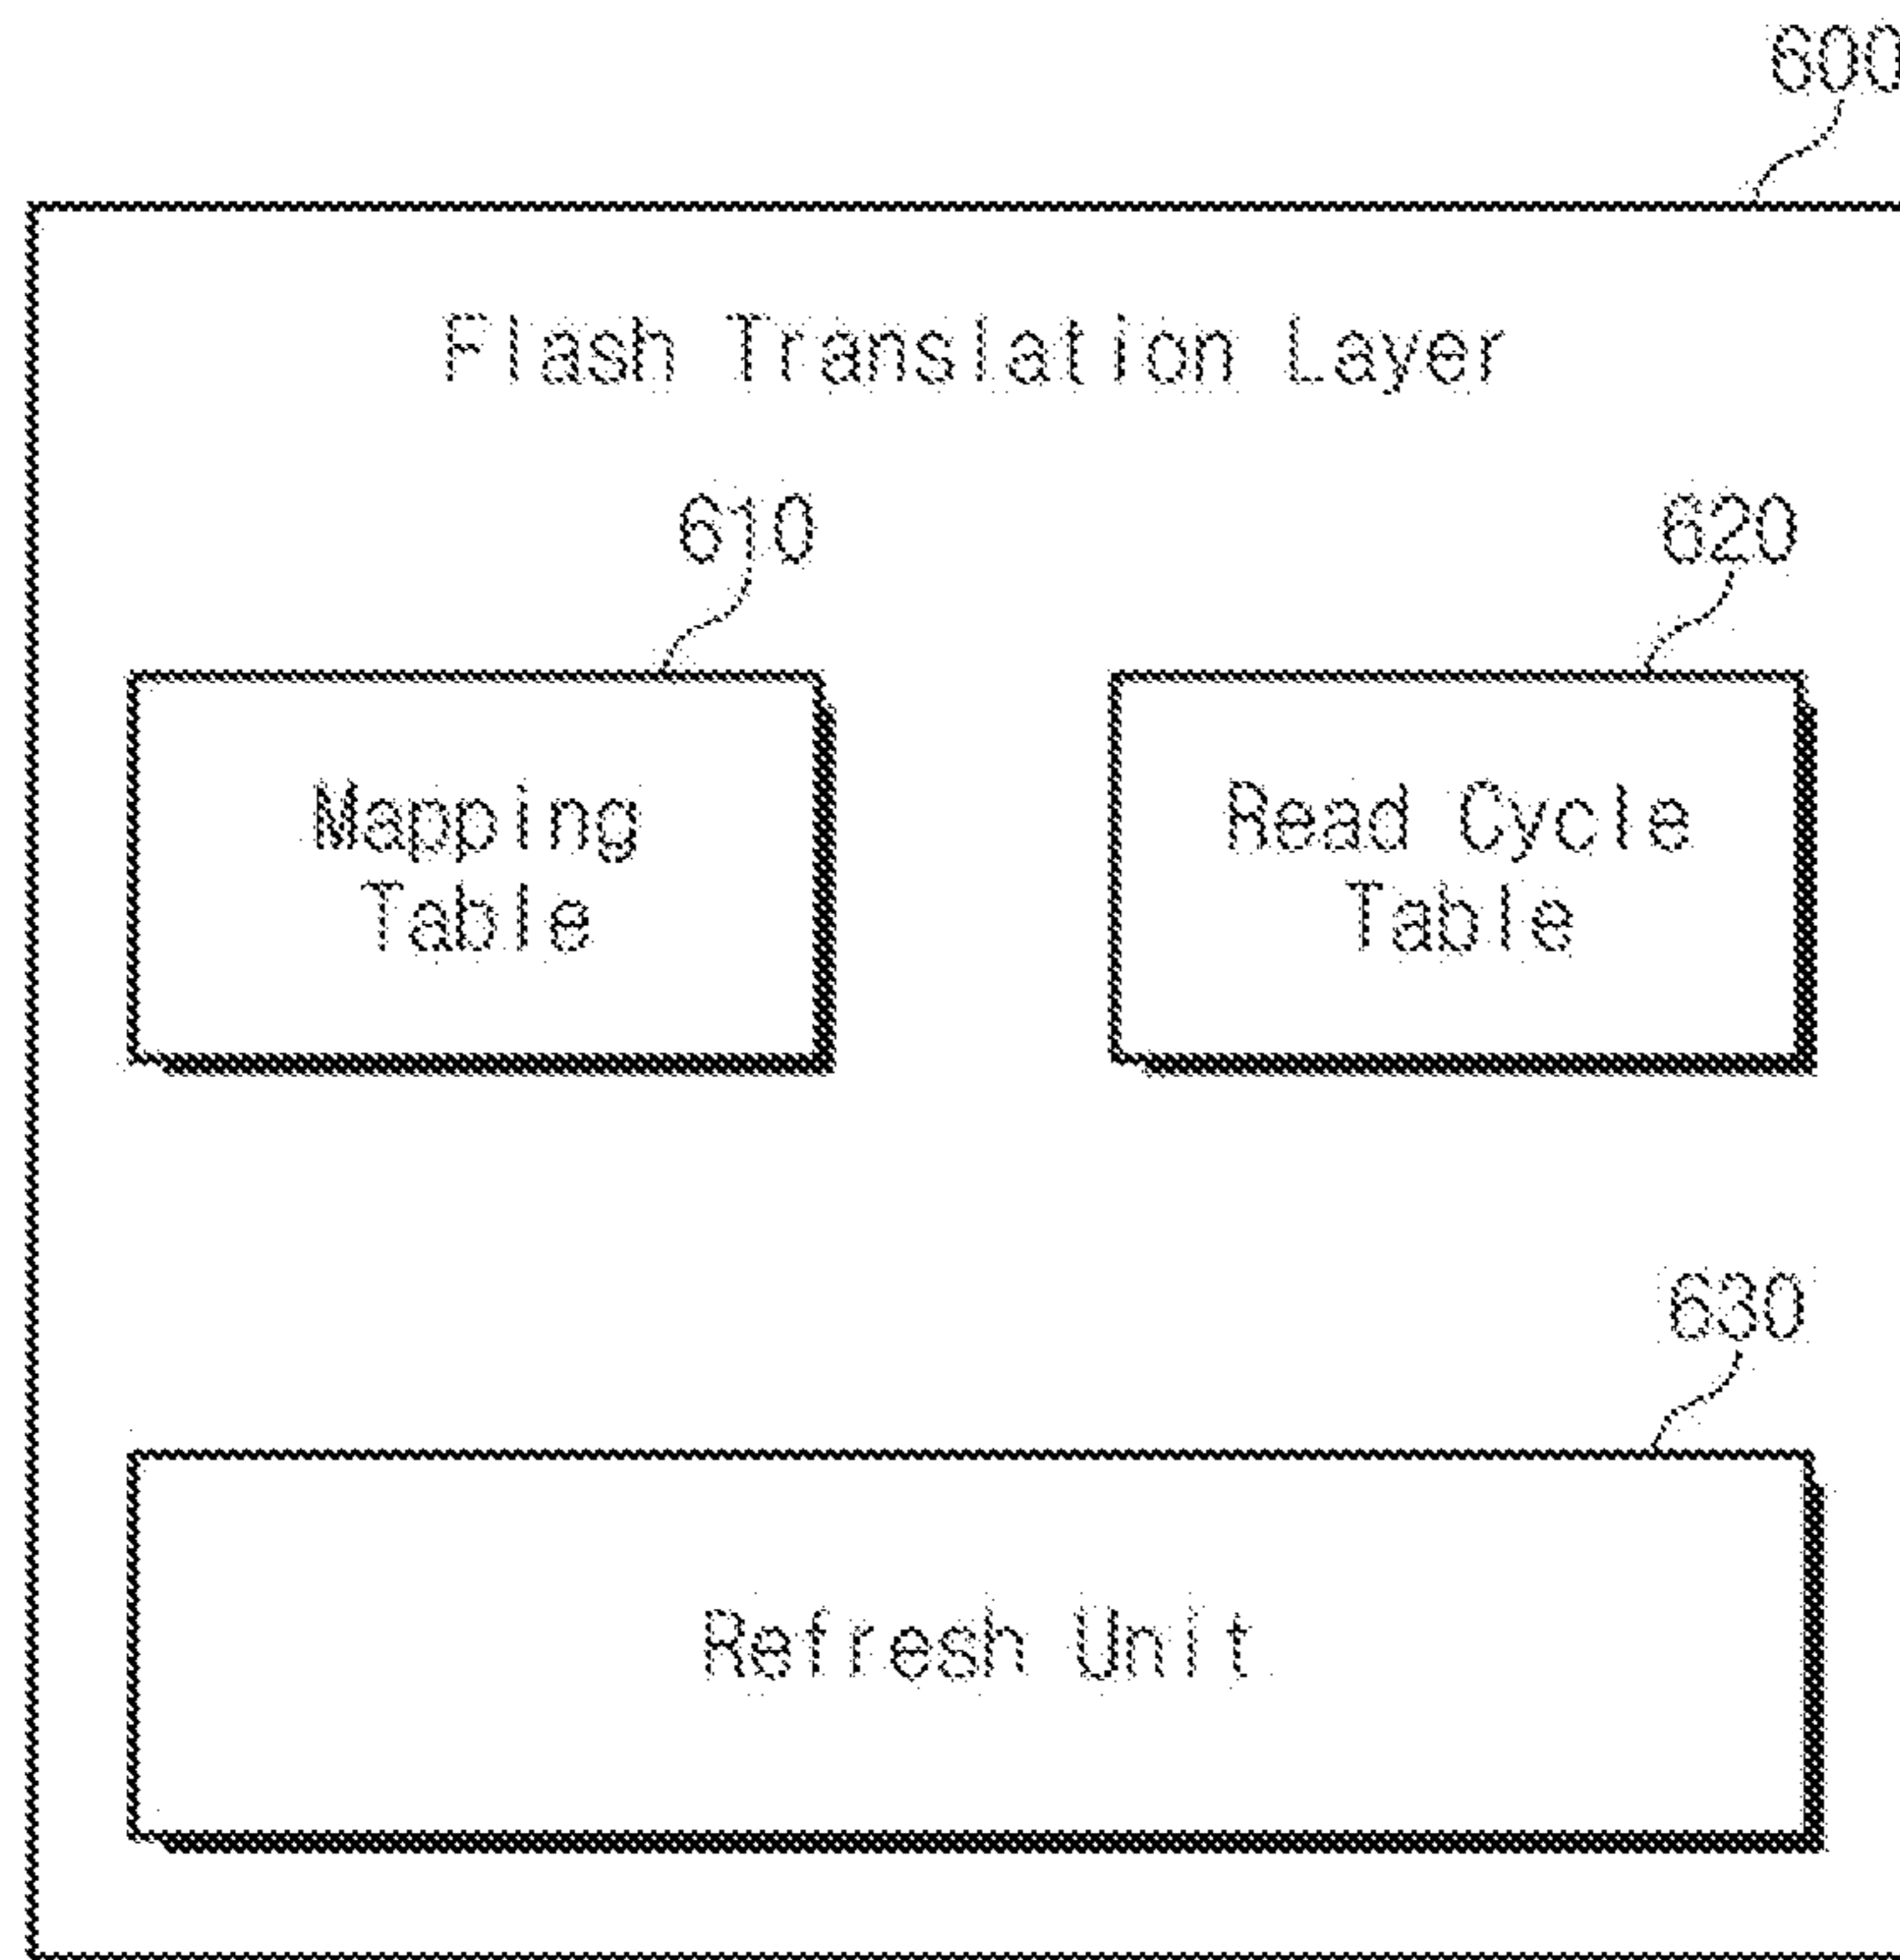 600
Flash Translation Layer
610
620
Mapping
Table
Read Cycle
Table
630
Refresh Unit